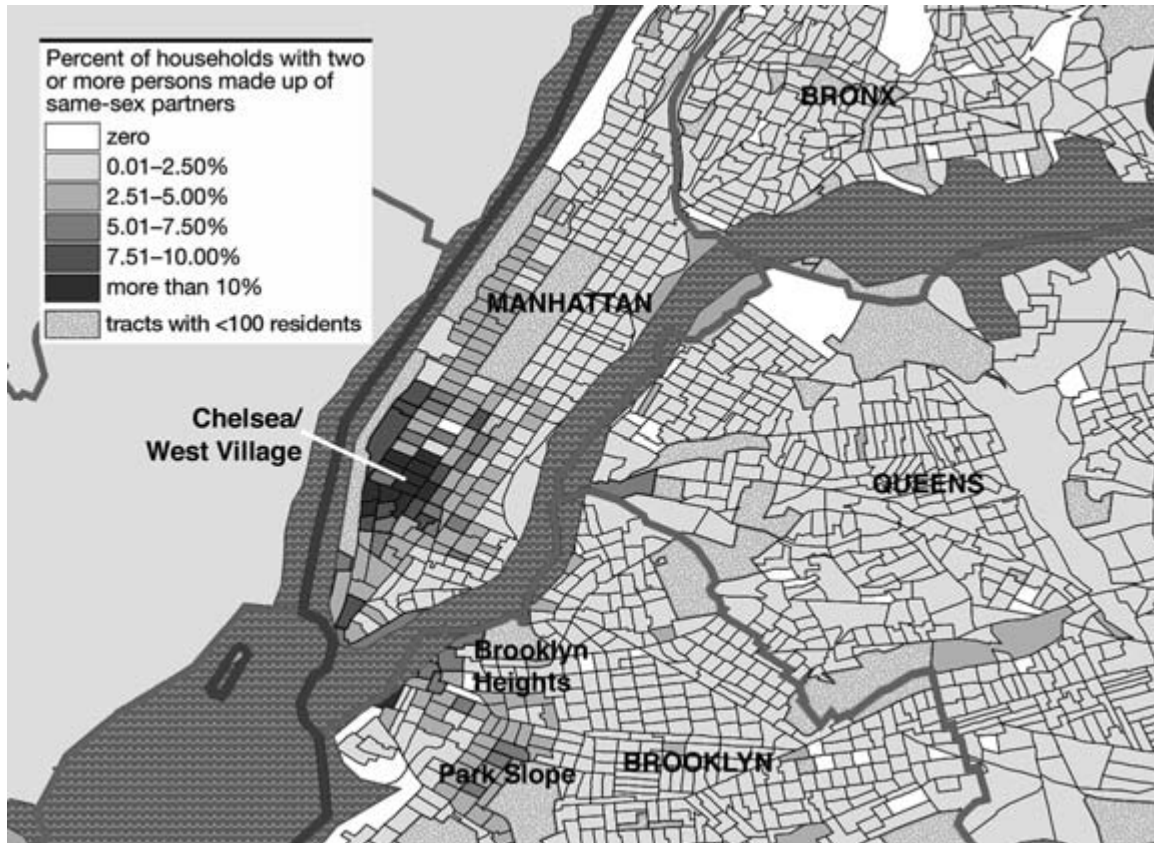 Percent of households with two
or more persons made up of
same-sex partners
zero
0.01–2.50%
2.51–5.00%
5.01–7.50%
7.51–10.00%
more than 10%
tracts with <100 residents
BRONX
MANHATTAN
Chelsea/
West Village
QUEENS
Brooklyn
Heights
Park Slope
BROOKLYN